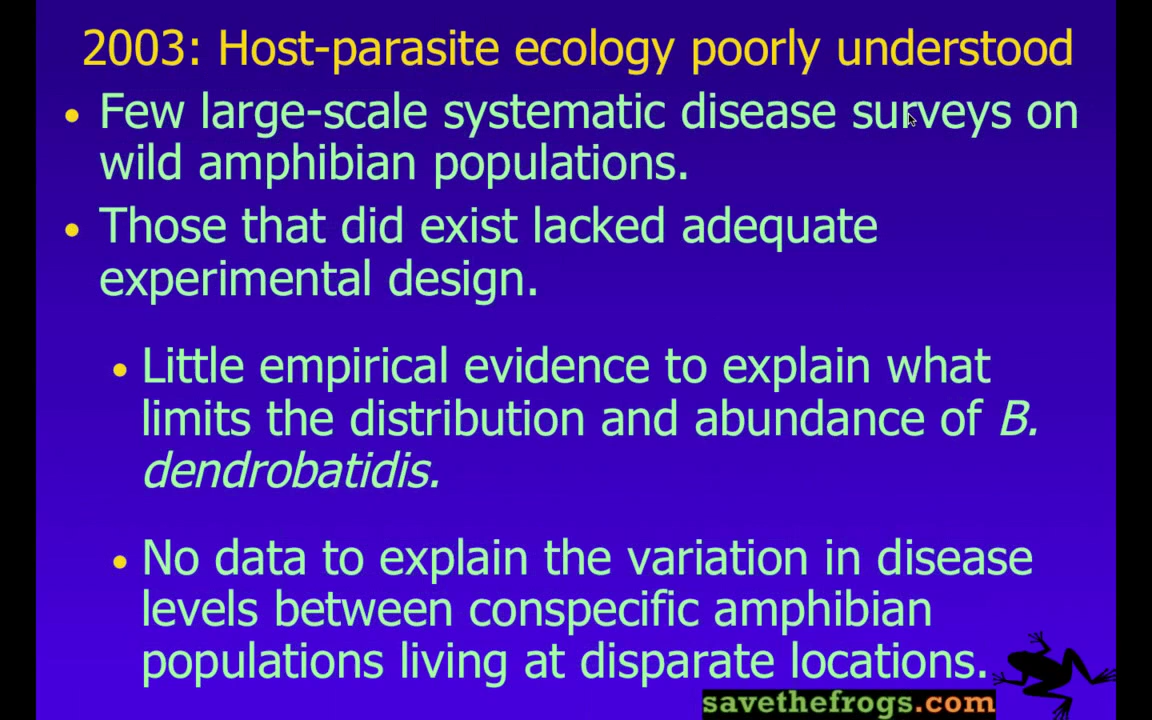 2003: Host-parasite ecology poorly understood
• Few large-scale systematic disease surveys on
wild amphibian populations.
• Those that did exist lacked adequate
experimental design.
• Little empirical evidence to explain what
limits the distribution and abundance of B.
dendrobatidis.
• No data to explain the variation in disease
levels between conspecific amphibian
populations living at disparate locations.
savethefrogs.com